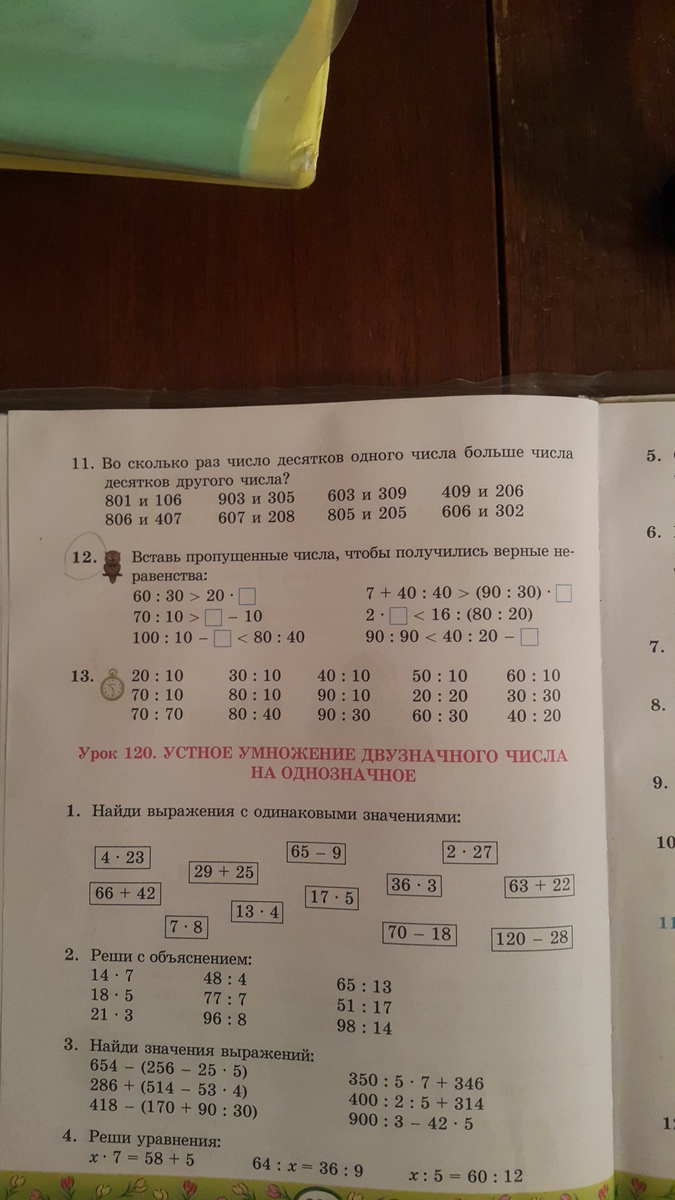 11. Во сколько раз число десятков одного числа больше числа
десятков другого числа?
801 и 106 903 и 305 603 и 309 409 и 206
806 и 407 607 и 208 805 и 205 606 и 302
12. Вставь пропущенные числа, чтобы получились верные не-
равенства:
60 : 30 > 20 · □ 7 + 40 : 40 > (90 : 30) · □
70 : 10 > □ – 10 2 · □ < 16 : (80 : 20)
100 : 10 – □ < 80 : 40 90 : 90 < 40 : 20 – □
13. 20 : 10 30 : 10 40 : 10 50 : 10 60 : 10
70 : 10 80 : 10 90 : 10 20 : 20 30 : 30
70 : 70 80 : 40 90 : 30 60 : 30 40 : 20
Урок 120. УСТНОЕ УМНОЖЕНИЕ ДВУЗНАЧНОГО ЧИСЛА
НА ОДНОЗНАЧНОЕ
1. Найди выражения с одинаковыми значениями:
4 · 23 65 – 9 2 · 27
29 + 25
66 + 42 17 · 5 36 · 3 63 + 22
7 · 8 13 · 4 70 – 18 120 – 28
2. Реши с объяснением:
14 · 7 48 : 4 65 : 13
18 · 5 77 : 7 51 : 17
21 · 3 96 : 8 98 : 14
3. Найди значения выражений:
654 – (256 – 25 · 5) 350 : 5 · 7 + 346
286 + (514 – 53 · 4) 400 : 2 : 5 + 314
418 – (170 + 90 : 30) 900 : 3 – 42 · 5
4. Реши уравнения:
x · 7 = 58 + 5 64 : x = 36 : 9 x : 5 = 60 : 12
5.
6.
7.
8.
9.
10
11